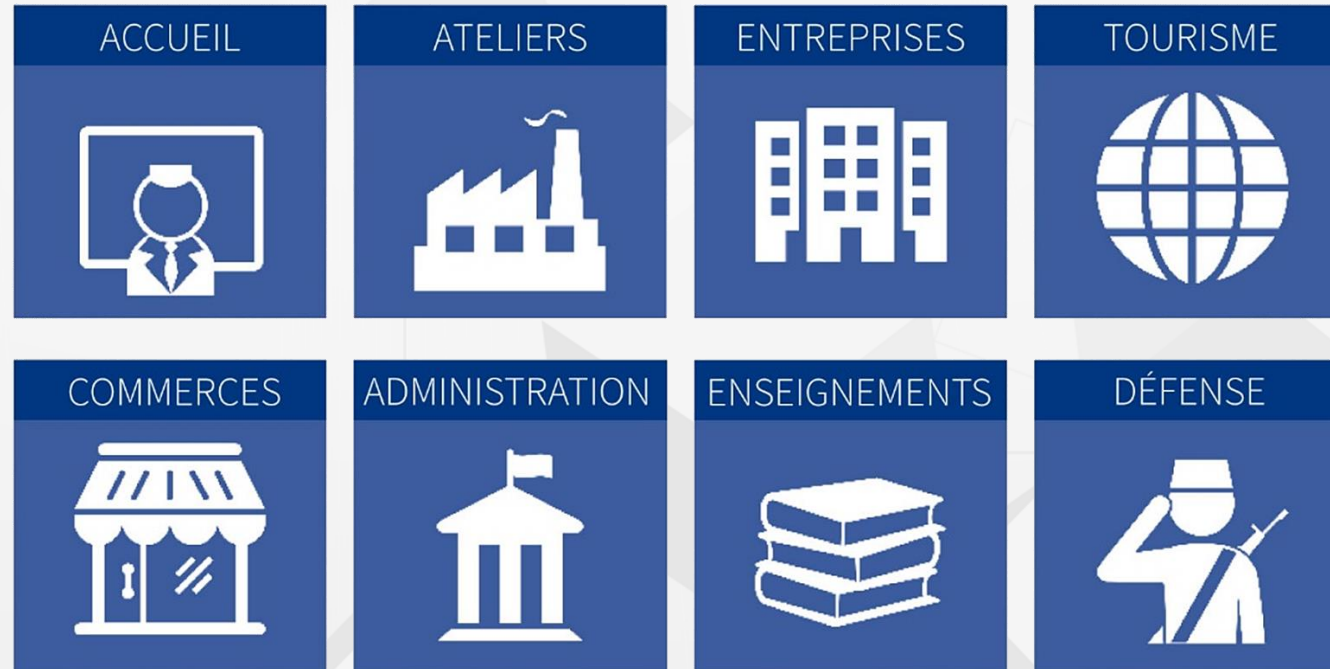 ACCUEIL
ATELIERS
ENTREPRISES
TOURISME
COMMERCES
ADMINISTRATION
ENSEIGNEMENTS
DÉFENSE